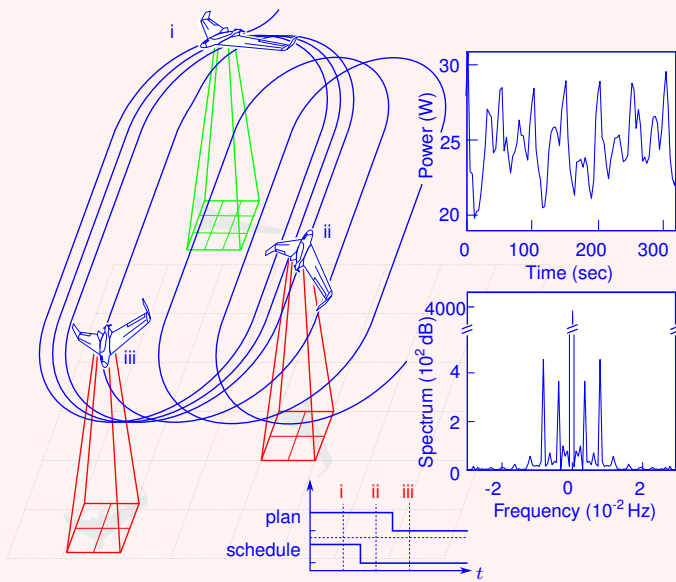 i
ii
iii
30
25
20
Power (W)
0
100
200
300
Time (sec)
4000
4
2
0
Spectrum (10² dB)
-2
0
2
Frequency (10⁻² Hz)
i
ii
iii
plan
schedule
t